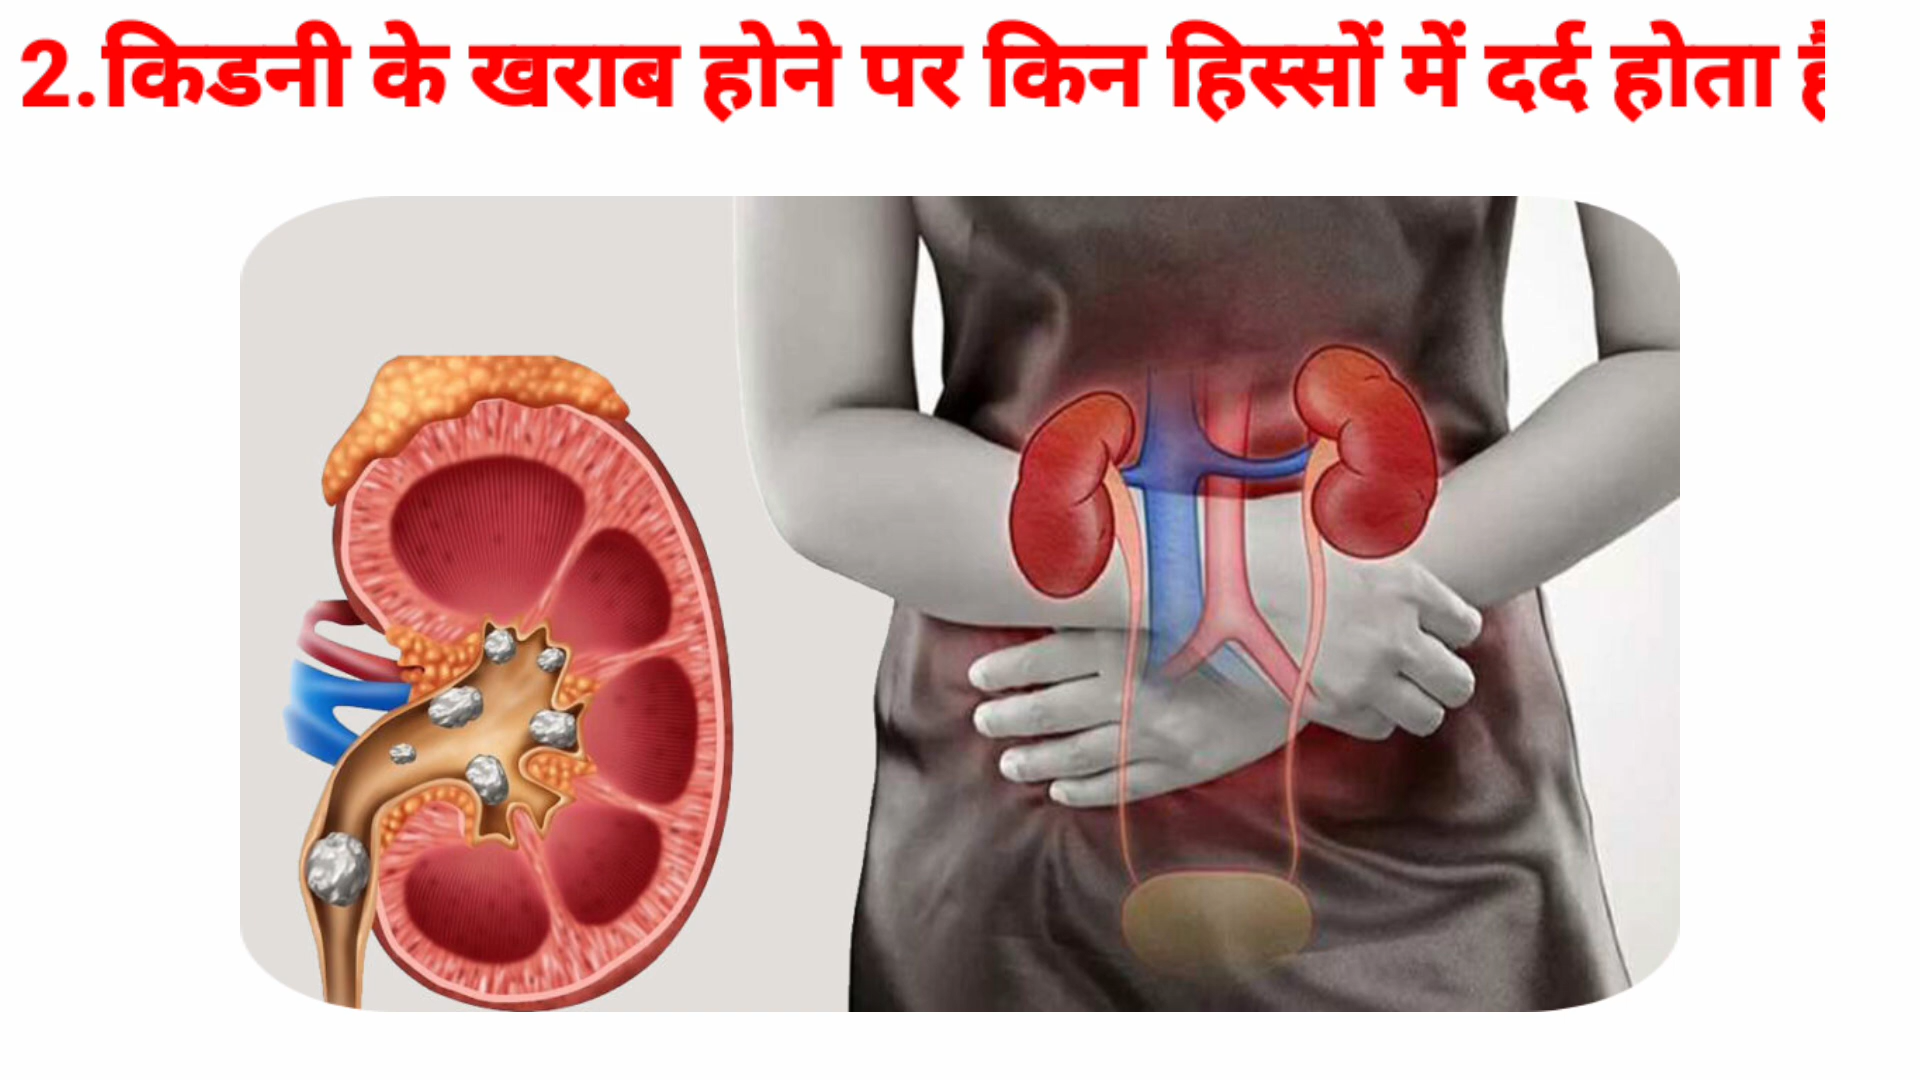 2.किडनी के खराब होने पर किन हिस्सों में दर्द होता है